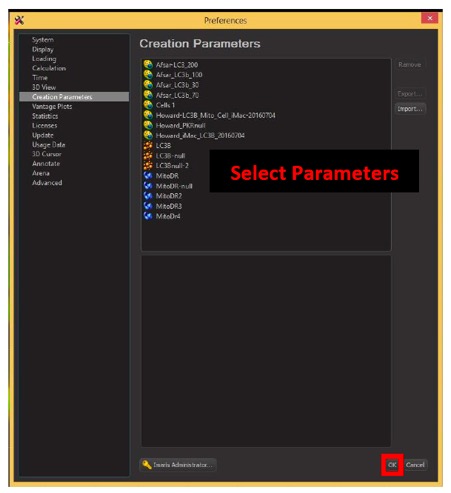 Preferences
System
Display
Loading
Calculation
Time
3D View
Creation Parameters
Vantage Plots
Statistics
Licenses
Update
Usage Data
3D Cursor
Annotate
Arena
Advanced
Creation Parameters
Afsar-LC3_200
Afsar_LC3b_100
Afsar_LC3b_30
Afsar_LC3b_70
Cells 1
Howard-LC3B_Mito_Cell_iMac-20160704
Howard_PKRnull
Howard_iMac_LC3B_20160704
LC3B
LC3B-null
LC3Bnull-2
MitoDR
MitoDR-null
MitoDR2
MitoDR3
MitoDr4
Remove
Export...
Import...
Select Parameters
Imaris Administrator...
OK
Cancel